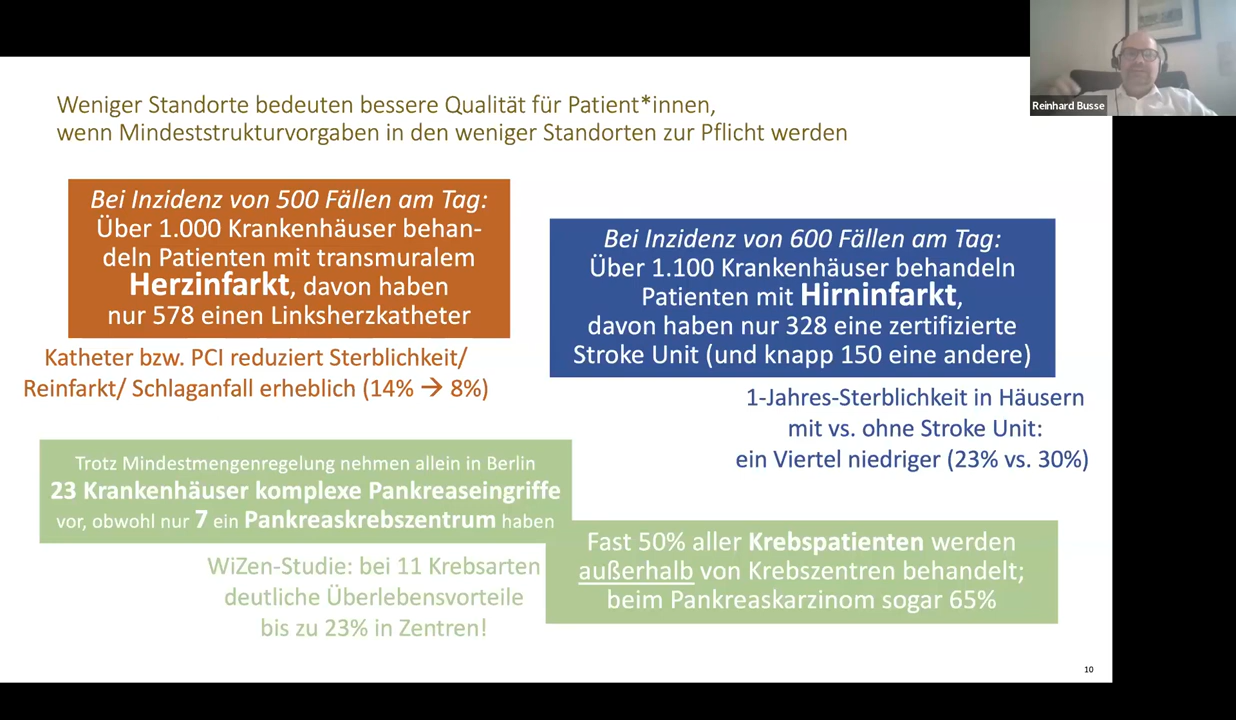 Reinhard Busse
Weniger Standorte bedeuten bessere Qualität für Patient*innen,
wenn Mindeststrukturvorgaben in den weniger Standorten zur Pflicht werden
Bei Inzidenz von 500 Fällen am Tag:
Über 1.000 Krankenhäuser behan-
deln Patienten mit transmuralem
Herzinfarkt, davon haben
nur 578 einen Linksherzkatheter
Katheter bzw. PCI reduziert Sterblichkeit/
Reinfarkt/ Schlaganfall erheblich (14% → 8%)
Bei Inzidenz von 600 Fällen am Tag:
Über 1.100 Krankenhäuser behandeln
Patienten mit Hirninfarkt,
davon haben nur 328 eine zertifizierte
Stroke Unit (und knapp 150 eine andere)
1-Jahres-Sterblichkeit in Häusern
mit vs. ohne Stroke Unit:
ein Viertel niedriger (23% vs. 30%)
Trotz Mindestmengenregelung nehmen allein in Berlin
23 Krankenhäuser komplexe Pankreaseingriffe
vor, obwohl nur 7 ein Pankreaskrebszentrum haben
WiZen-Studie: bei 11 Krebsarten
deutliche Überlebensvorteile
bis zu 23% in Zentren!
Fast 50% aller Krebspatienten werden
außerhalb von Krebszentren behandelt;
beim Pankreaskarzinom sogar 65%
10